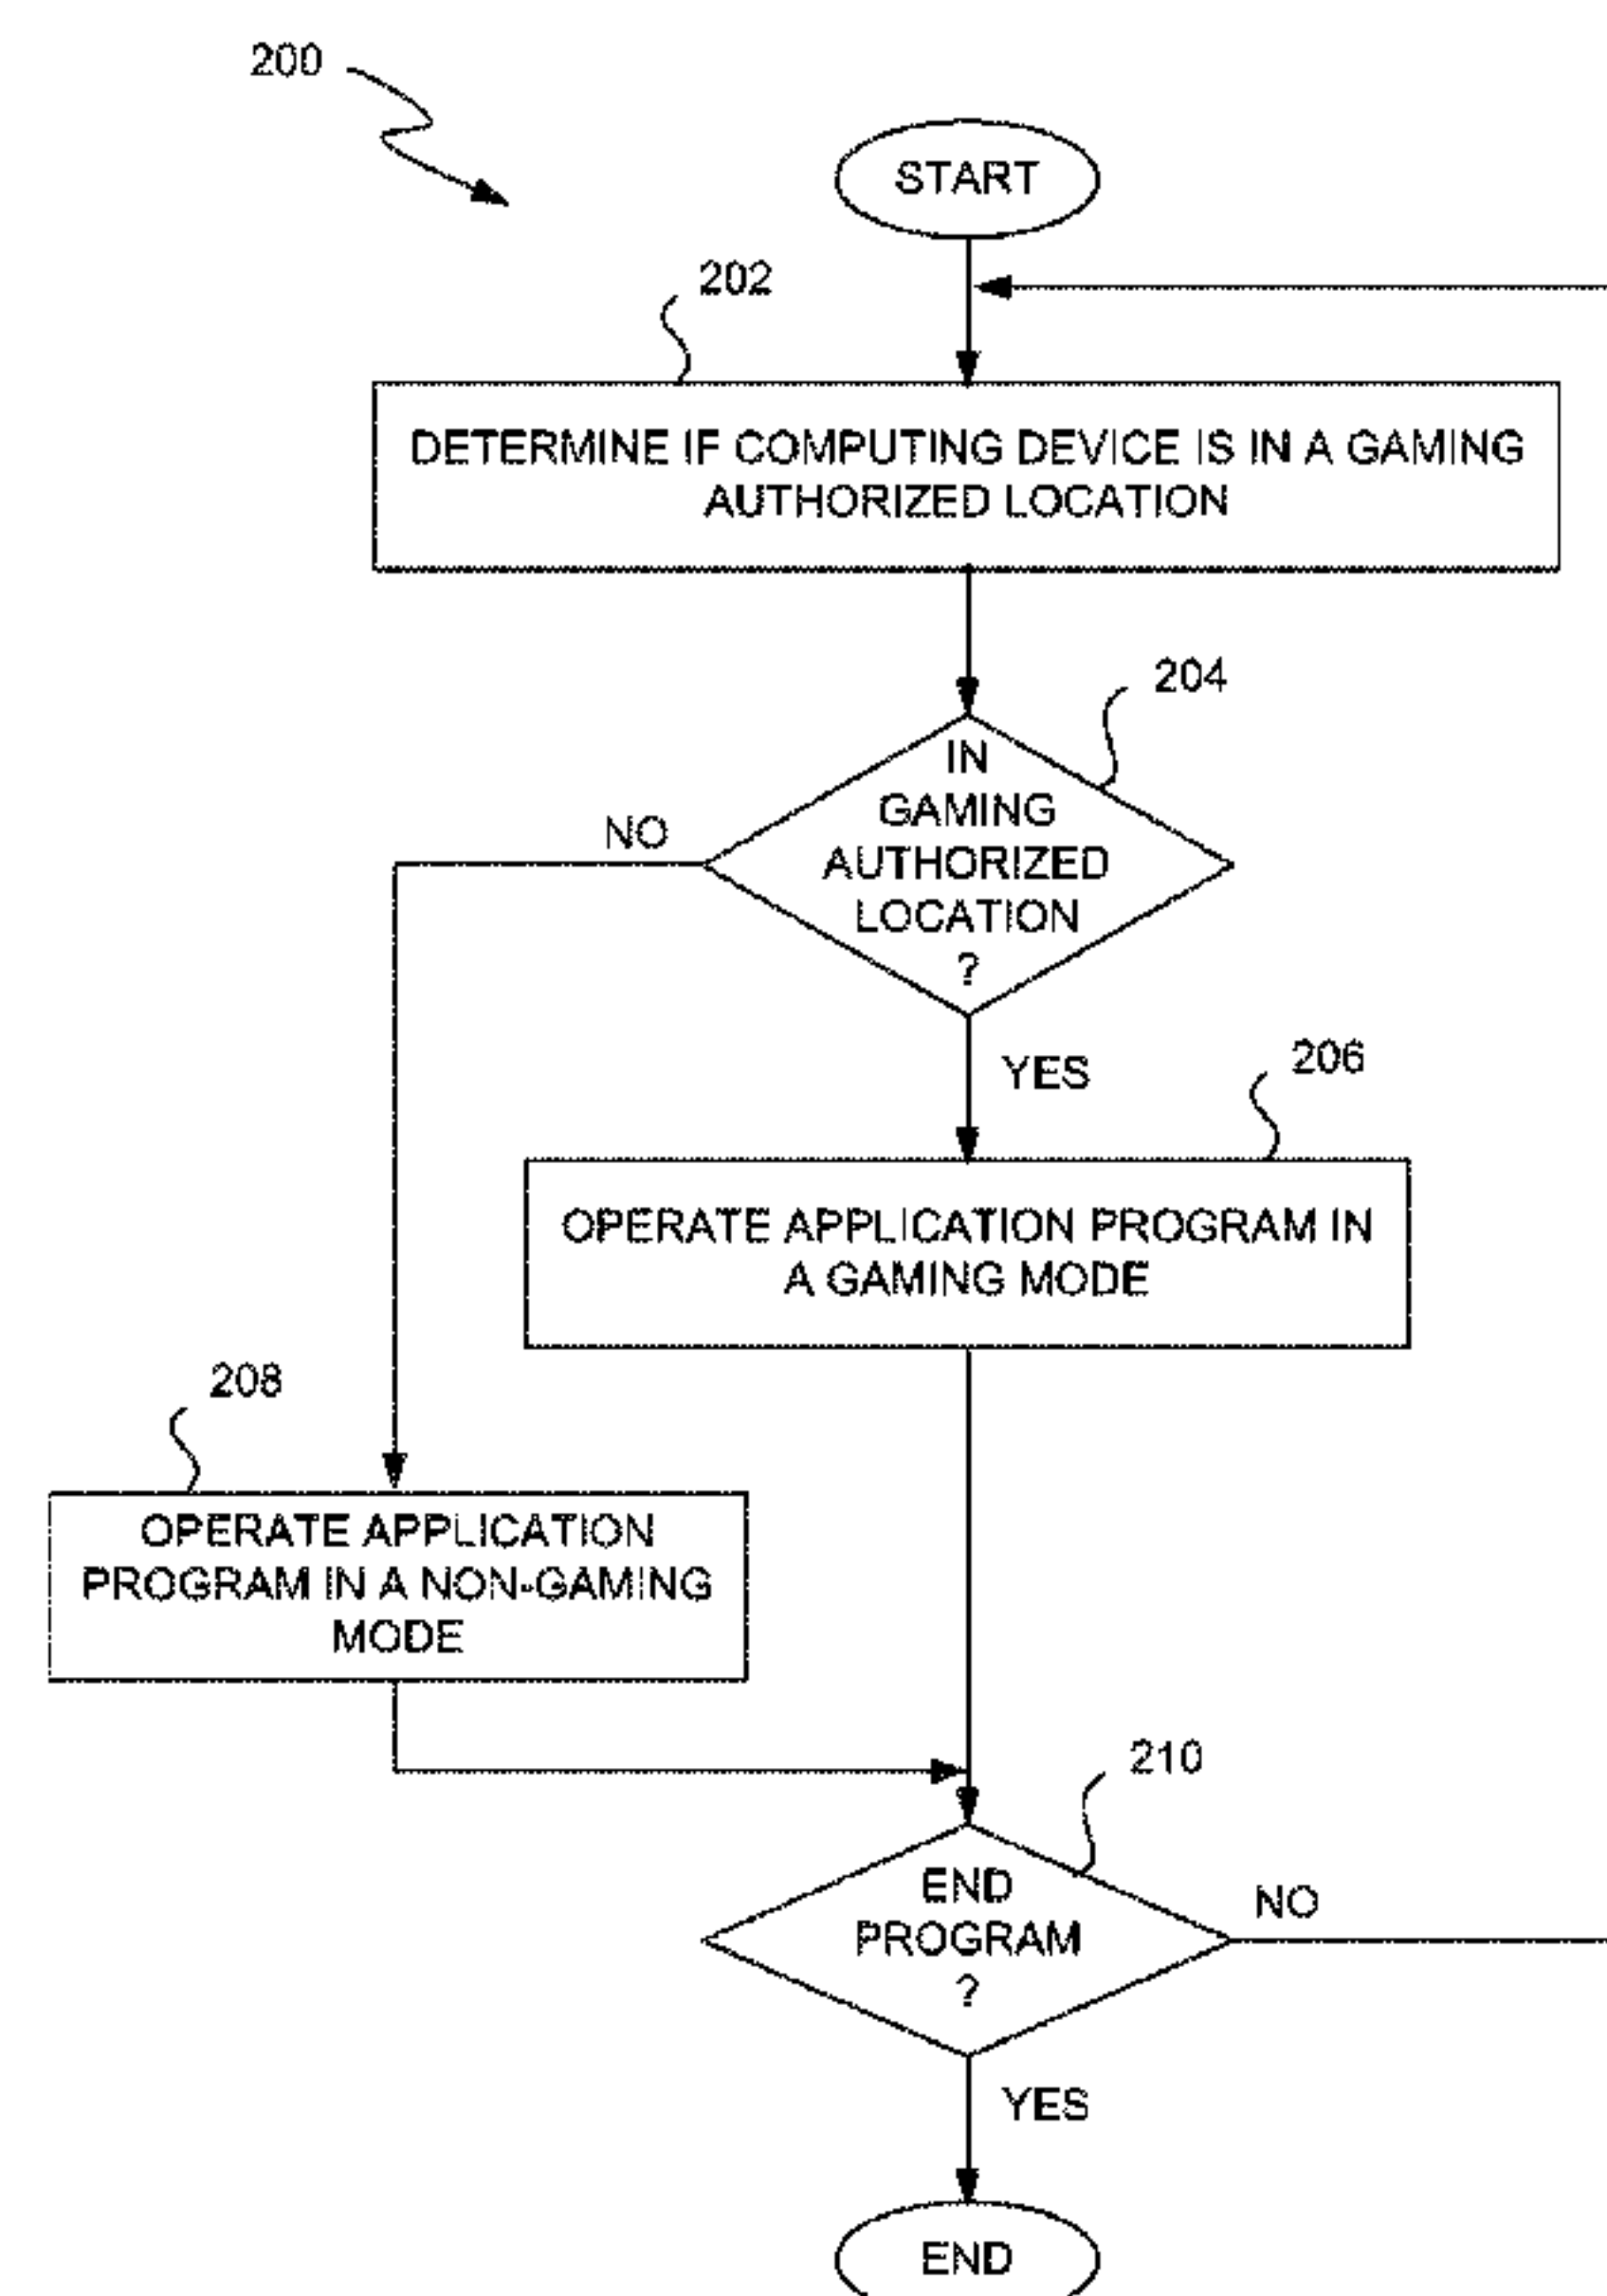 200
START
202
DETERMINE IF COMPUTING DEVICE IS IN A GAMING
AUTHORIZED LOCATION
204
IN
GAMING
AUTHORIZED
LOCATION
?
NO
YES
206
OPERATE APPLICATION PROGRAM IN
A GAMING MODE
208
OPERATE APPLICATION
PROGRAM IN A NON-GAMING
MODE
210
END
PROGRAM
?
NO
YES
END